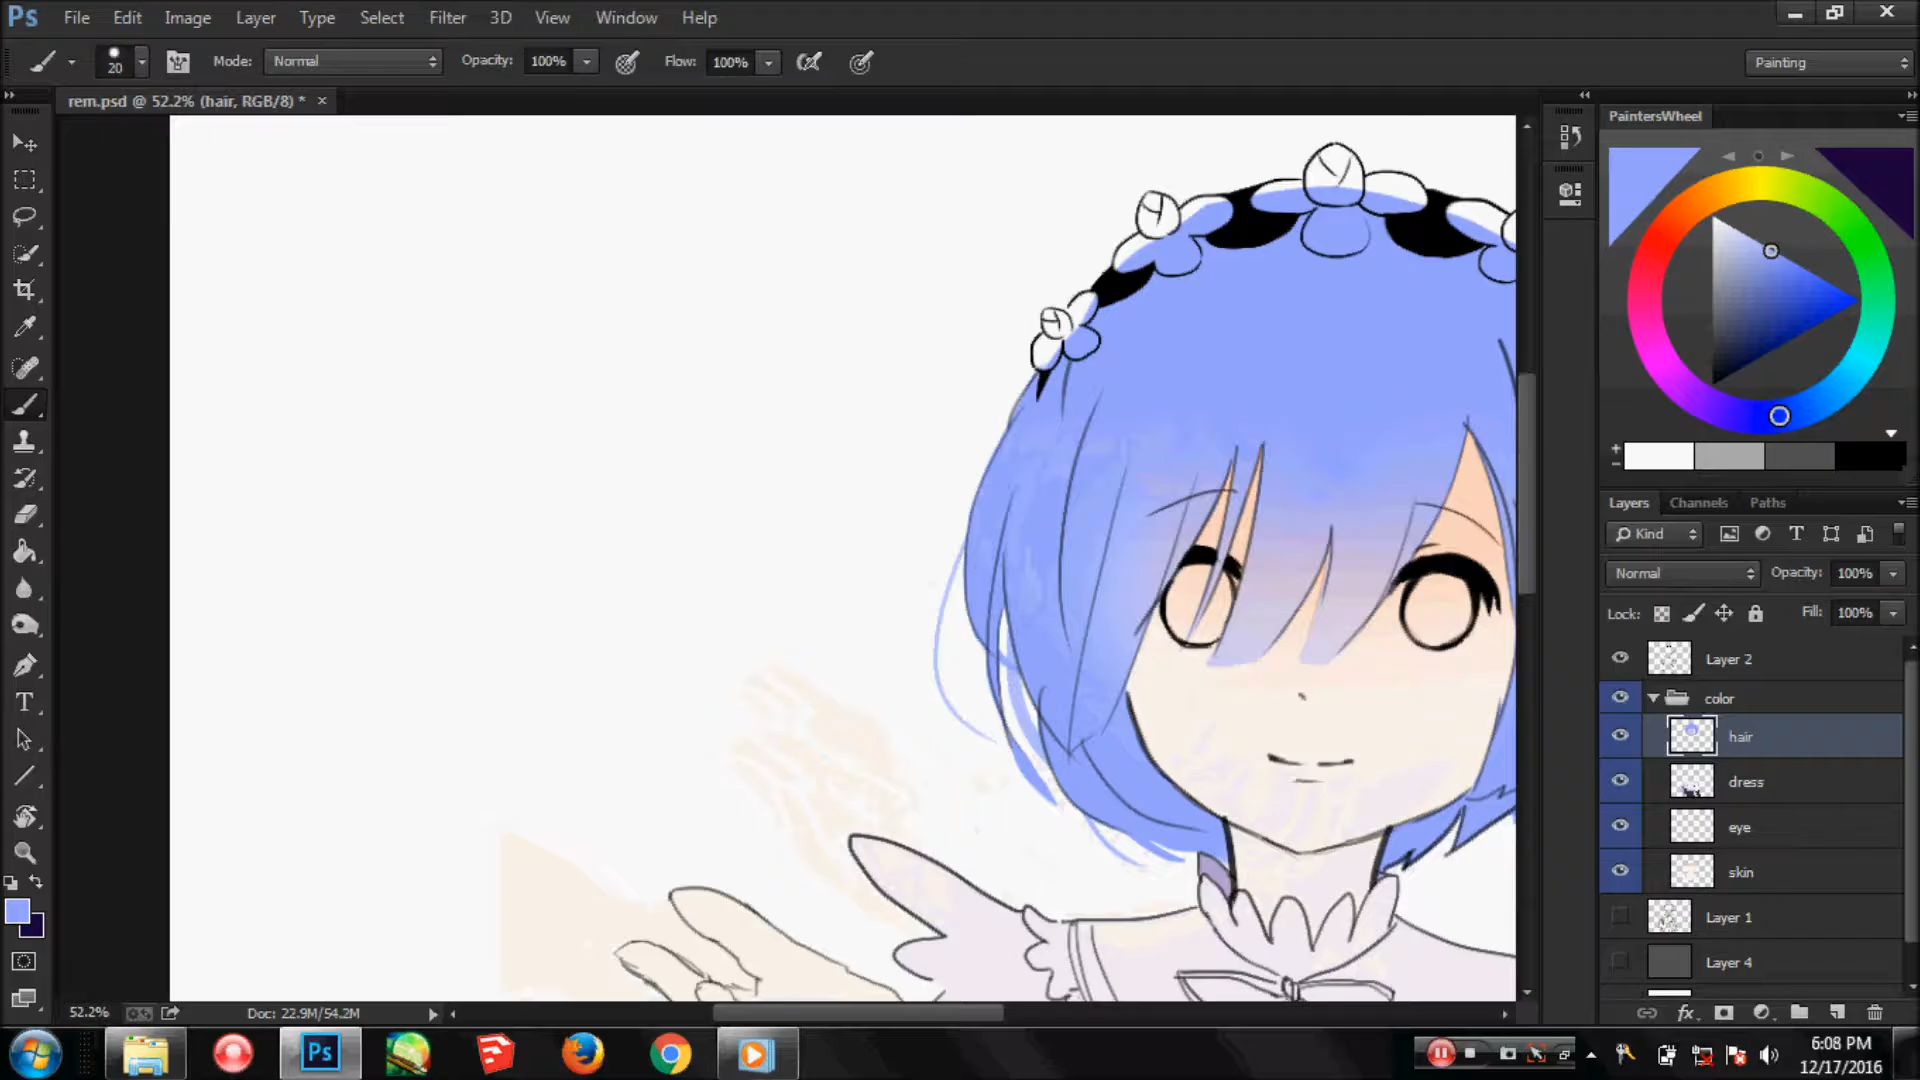 Ps File Edit Image Layer Type Select Filter 3D View Window Help
20 Mode: Normal Opacity: 100% Flow: 100% Painting
rem.psd @ 52.2% (hair, RGB/8) * ×
PaintersWheel
Layers Channels Paths
Kind
Normal Opacity: 100%
Lock: Fill: 100%
Layer 2
color
hair
dress
eye
skin
Layer 1
Layer 4
52.2% Doc: 22.9M/54.2M
Ps
6:08 PM
12/17/2016